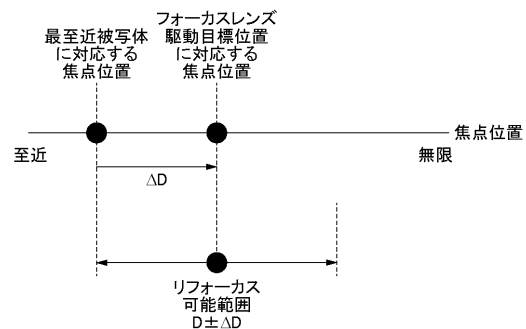 最至近被写体
に対応する
焦点位置
フォーカスレンズ
駆動目標位置
に対応する
焦点位置
焦点位置
至近
無限
ΔD
リフォーカス
可能範囲
D±ΔD